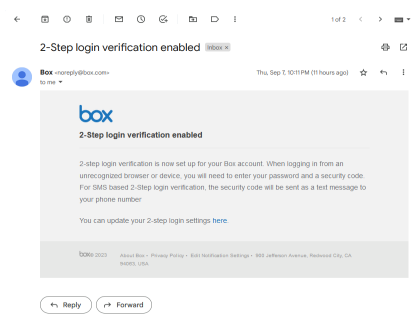 1 of 2
2-Step login verification enabled Inbox ×
Box <noreply@box.com> Thu, Sep 7, 10:11 PM (11 hours ago)
to me
box
2-Step login verification enabled
2-step login verification is now set up for your Box account. When logging in from an
unrecognized browser or device, you will need to enter your password and a security code.
For SMS based 2-Step login verification, the security code will be sent as a text message to
your phone number
You can update your 2-step login settings here.
box © 2023 About Box • Privacy Policy • Edit Notification Settings • 900 Jefferson Avenue, Redwood City, CA
94063, USA
Reply Forward